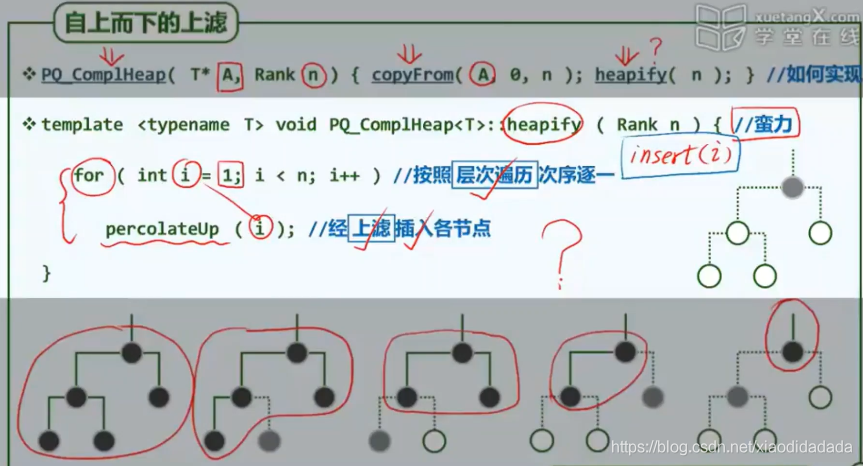 自上而下的上滤
xuetangX.com
学堂在线
❖ PQ_ComplHeap( T* A, Rank n ) { copyFrom( A, 0, n ); heapify( n ); } //如何实现
?
❖ template <typename T> void PQ_ComplHeap<T>::heapify ( Rank n ) { //蛮力
insert(i)
for ( int i = 1; i < n; i++ ) //按照 层次遍历 次序逐一
percolateUp ( i ); //经 上滤 插入各节点
?
}
https://blog.csdn.net/xiaodidadada